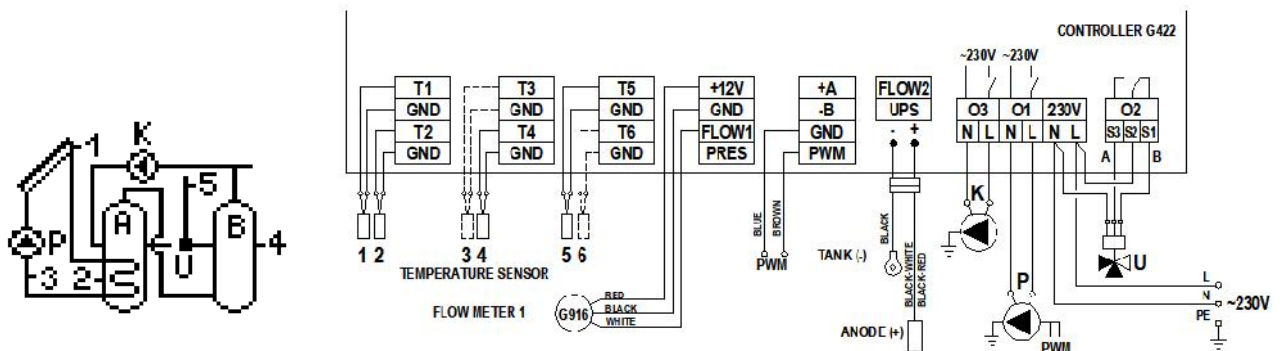 CONTROLLER G422
~230V ~230V
T1 T3 T5 +12V +A FLOW2
GND GND GND GND -B UPS O3 O1 230V O2
T2 T4 T6 FLOW1 GND - + N L N L N L S3 S2 S1
GND GND GND PRES PWM A B
K
1
5
A
B
P
U
2
3
4
K
BLUE
BROWN
BLACK
BLACK-WHITE
BLACK-RED
1 2 3 4 5 6
PWM
TANK (-)
TEMPERATURE SENSOR
U
P
RED
BLACK
WHITE
FLOW METER 1
G916
ANODE (+)
PWM
L
N
~230V
PE